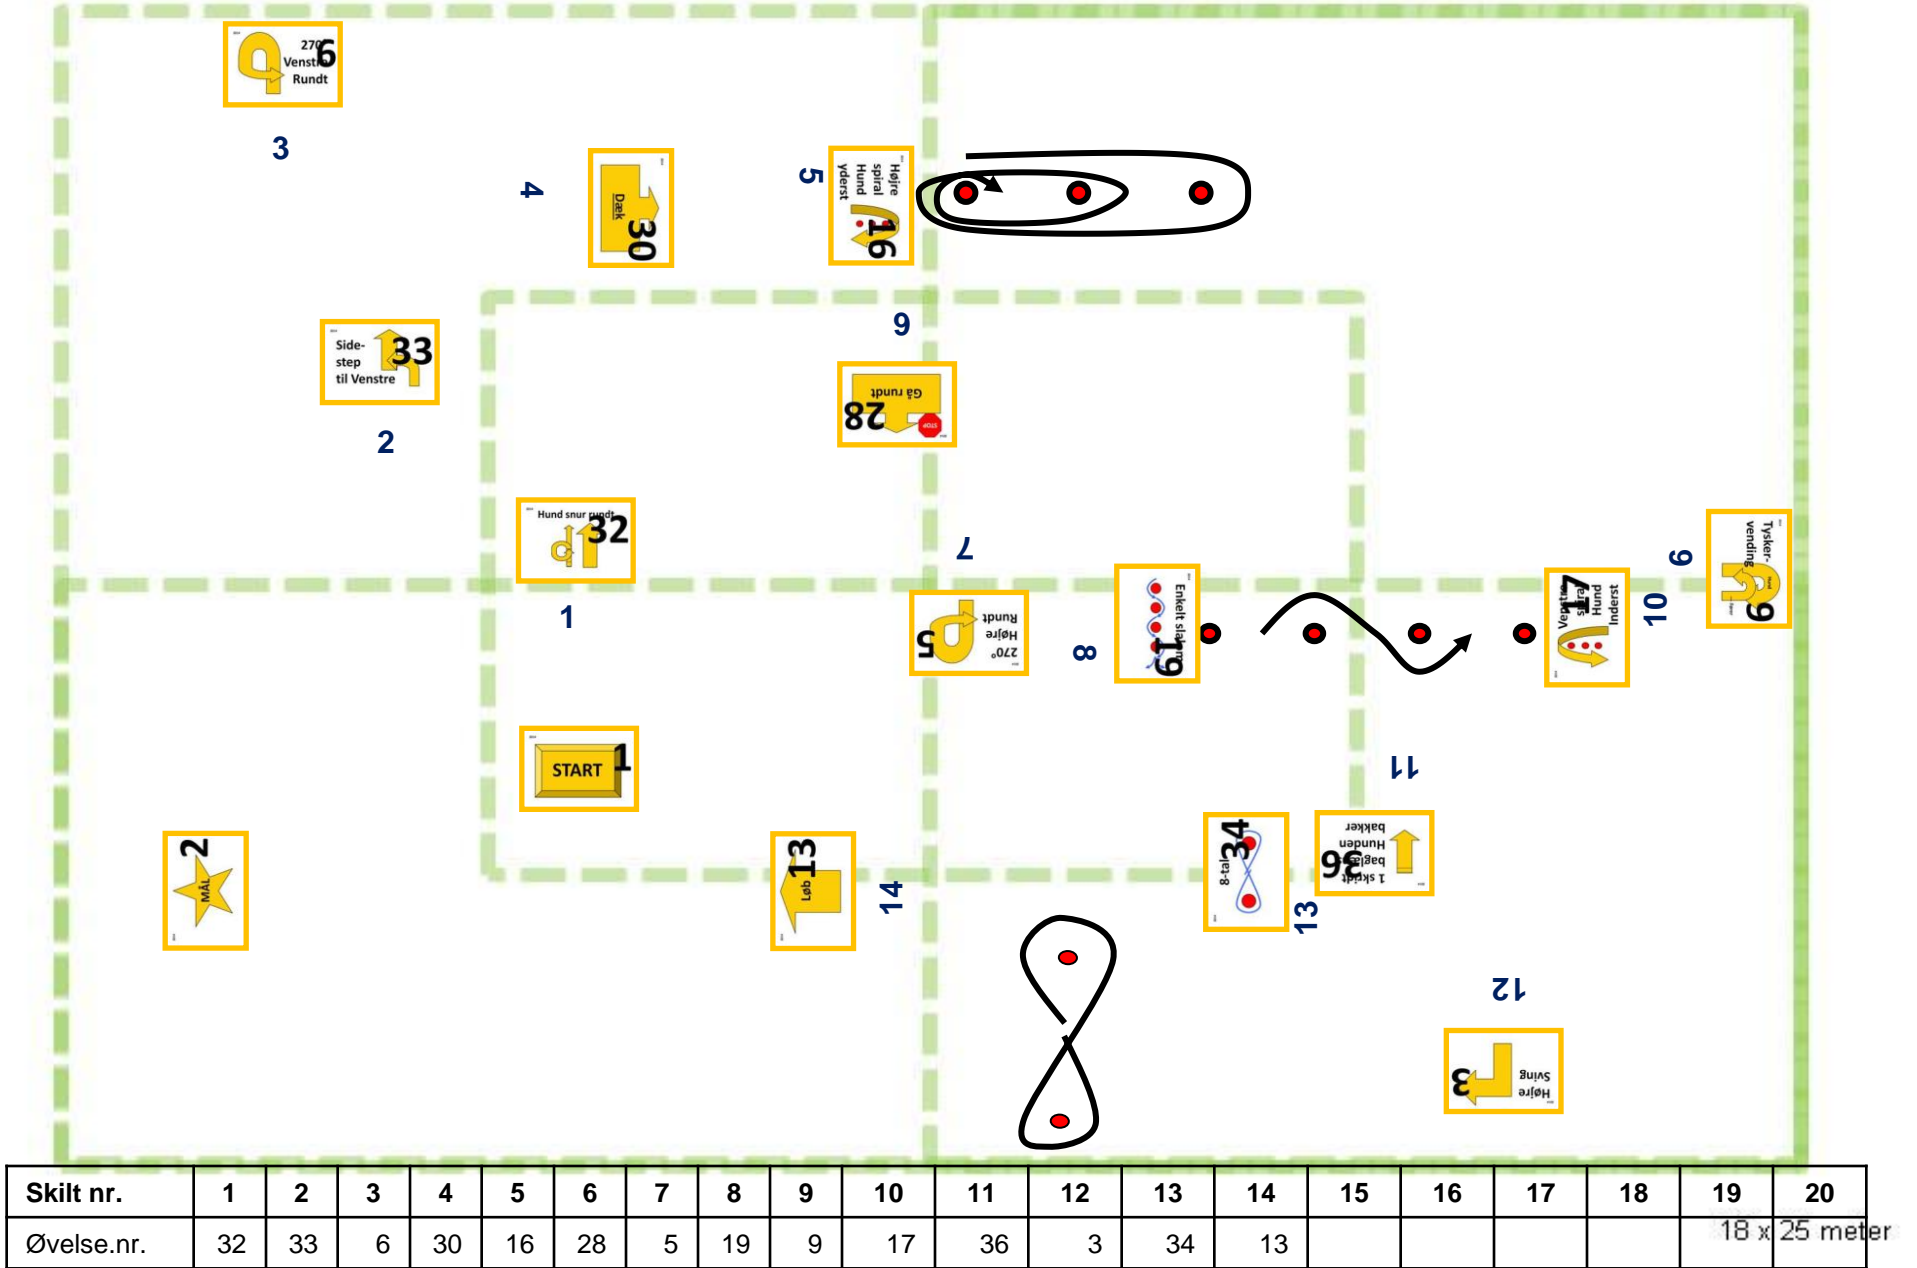 270°
Venstre
Rundt
6
3
4
Dæk
30
5
Højre
spiral
Hund
yderst
16
Side-
step
til Venstre
33
2
6
Gå rundt
STOP
28
Hund snur rundt
32
1
7
270°
Højre
Rundt
5
8
Enkelt slalom
19
Venstre
spiral
Hund
Inderst
17
10
9
Tysker-
vending
9
START
1
11
1 skridt
baglæns
Hunden
bakker
36
MÅL
2
Løb
13
14
8-tal
34
13
12
Højre
Sving
3
Skilt nr. 1 2 3 4 5 6 7 8 9 10 11 12 13 14 15 16 17 18 19 20
Øvelse.nr. 32 33 6 30 16 28 5 19 9 17 36 3 34 13
18 x 25 meter